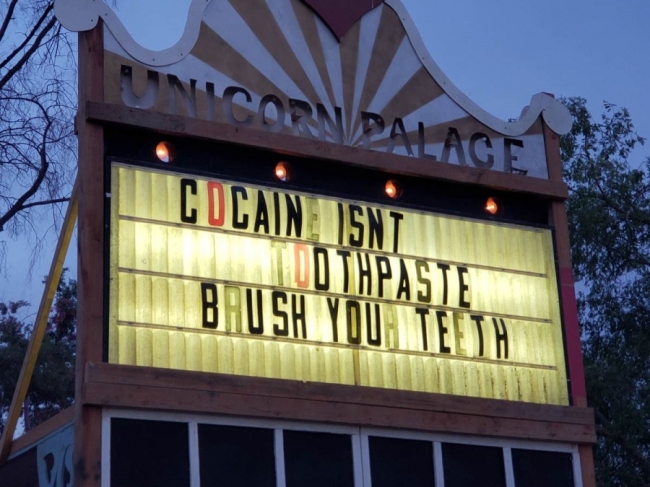 UNICORN PALACE
COCAINE ISNT
TOOTHPASTE
BRUSH YOUR TEETH